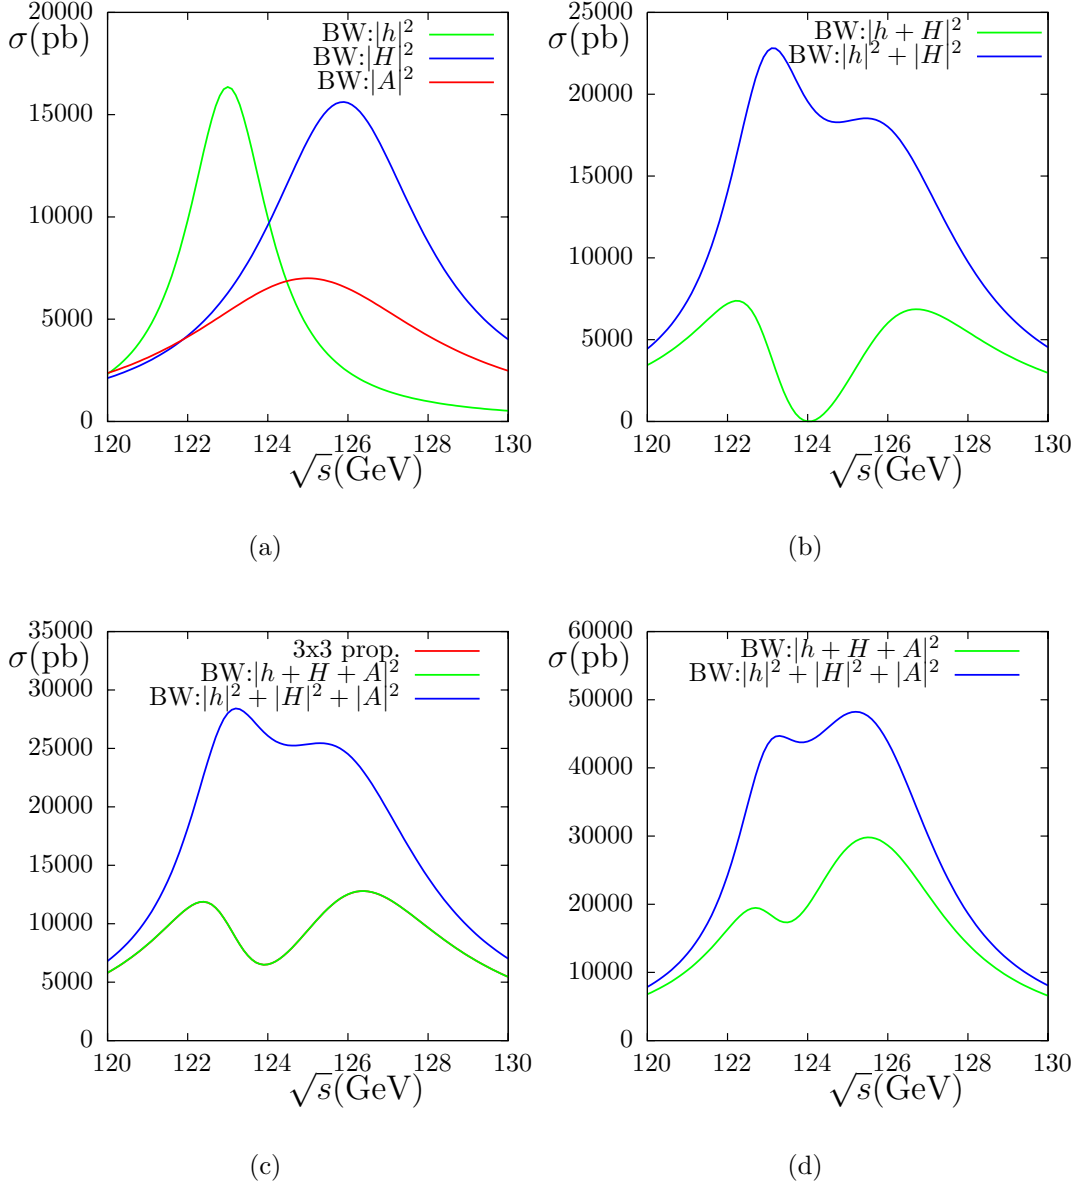 σ(pb)
20000
15000
10000
5000
0
120 122 124 126 128 130
√s(GeV)
BW:|h|²
BW:|H|²
BW:|A|²
(a)
σ(pb)
25000
20000
15000
10000
5000
0
120 122 124 126 128 130
√s(GeV)
BW:|h + H|²
BW:|h|² + |H|²
(b)
σ(pb)
35000
30000
25000
20000
15000
10000
5000
0
120 122 124 126 128 130
√s(GeV)
3x3 prop.
BW:|h + H + A|²
BW:|h|² + |H|² + |A|²
(c)
σ(pb)
60000
50000
40000
30000
20000
10000
0
120 122 124 126 128 130
√s(GeV)
BW:|h + H + A|²
BW:|h|² + |H|² + |A|²
(d)